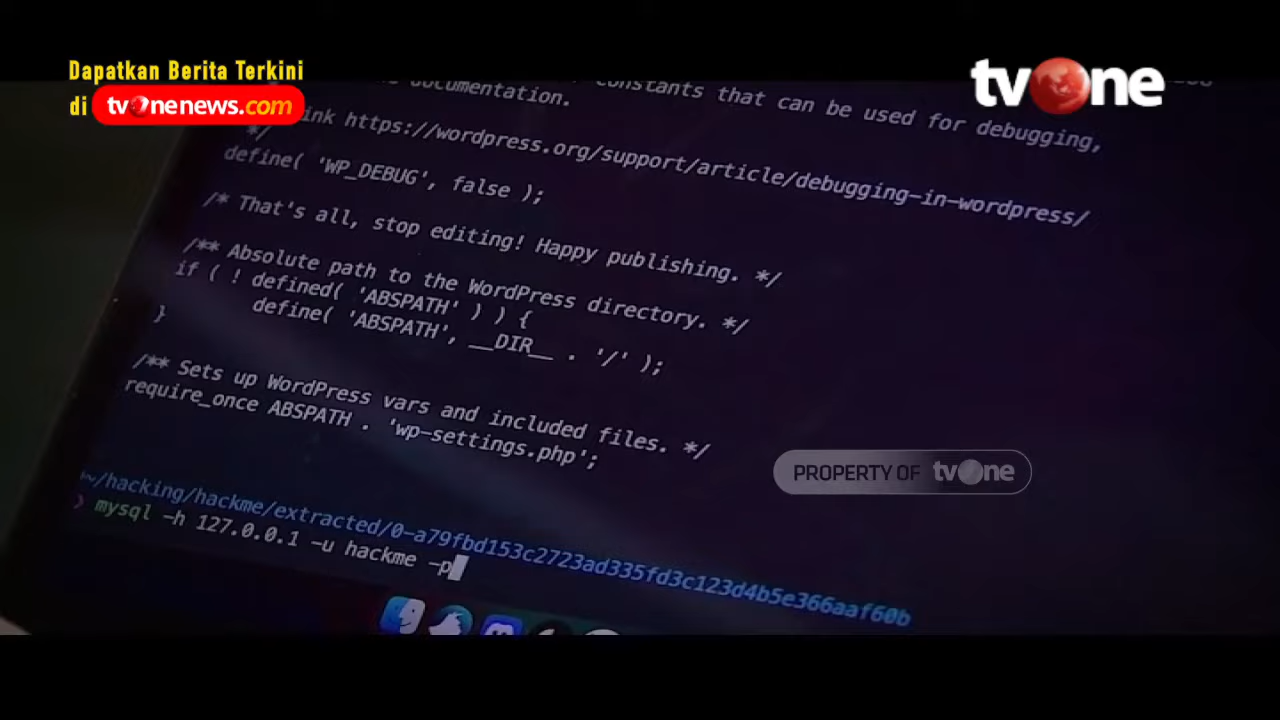 Dapatkan Berita Terkini
di tvOnenews.com
tvOne
documentation.
constants that can be used for debugging,
ink https://wordpress.org/support/article/debugging-in-wordpress/
*/
define( 'WP_DEBUG', false );
/* That's all, stop editing! Happy publishing. */
/** Absolute path to the WordPress directory. */
if ( ! defined( 'ABSPATH' ) ) {
define( 'ABSPATH', __DIR__ . '/' );
}
/** Sets up WordPress vars and included files. */
require_once ABSPATH . 'wp-settings.php';
PROPERTY OF tvOne
~/hacking/hackme/extracted/0-a79fbd153c2723ad335fd3c123d4b5e366aaf60b
❯ mysql -h 127.0.0.1 -u hackme -p